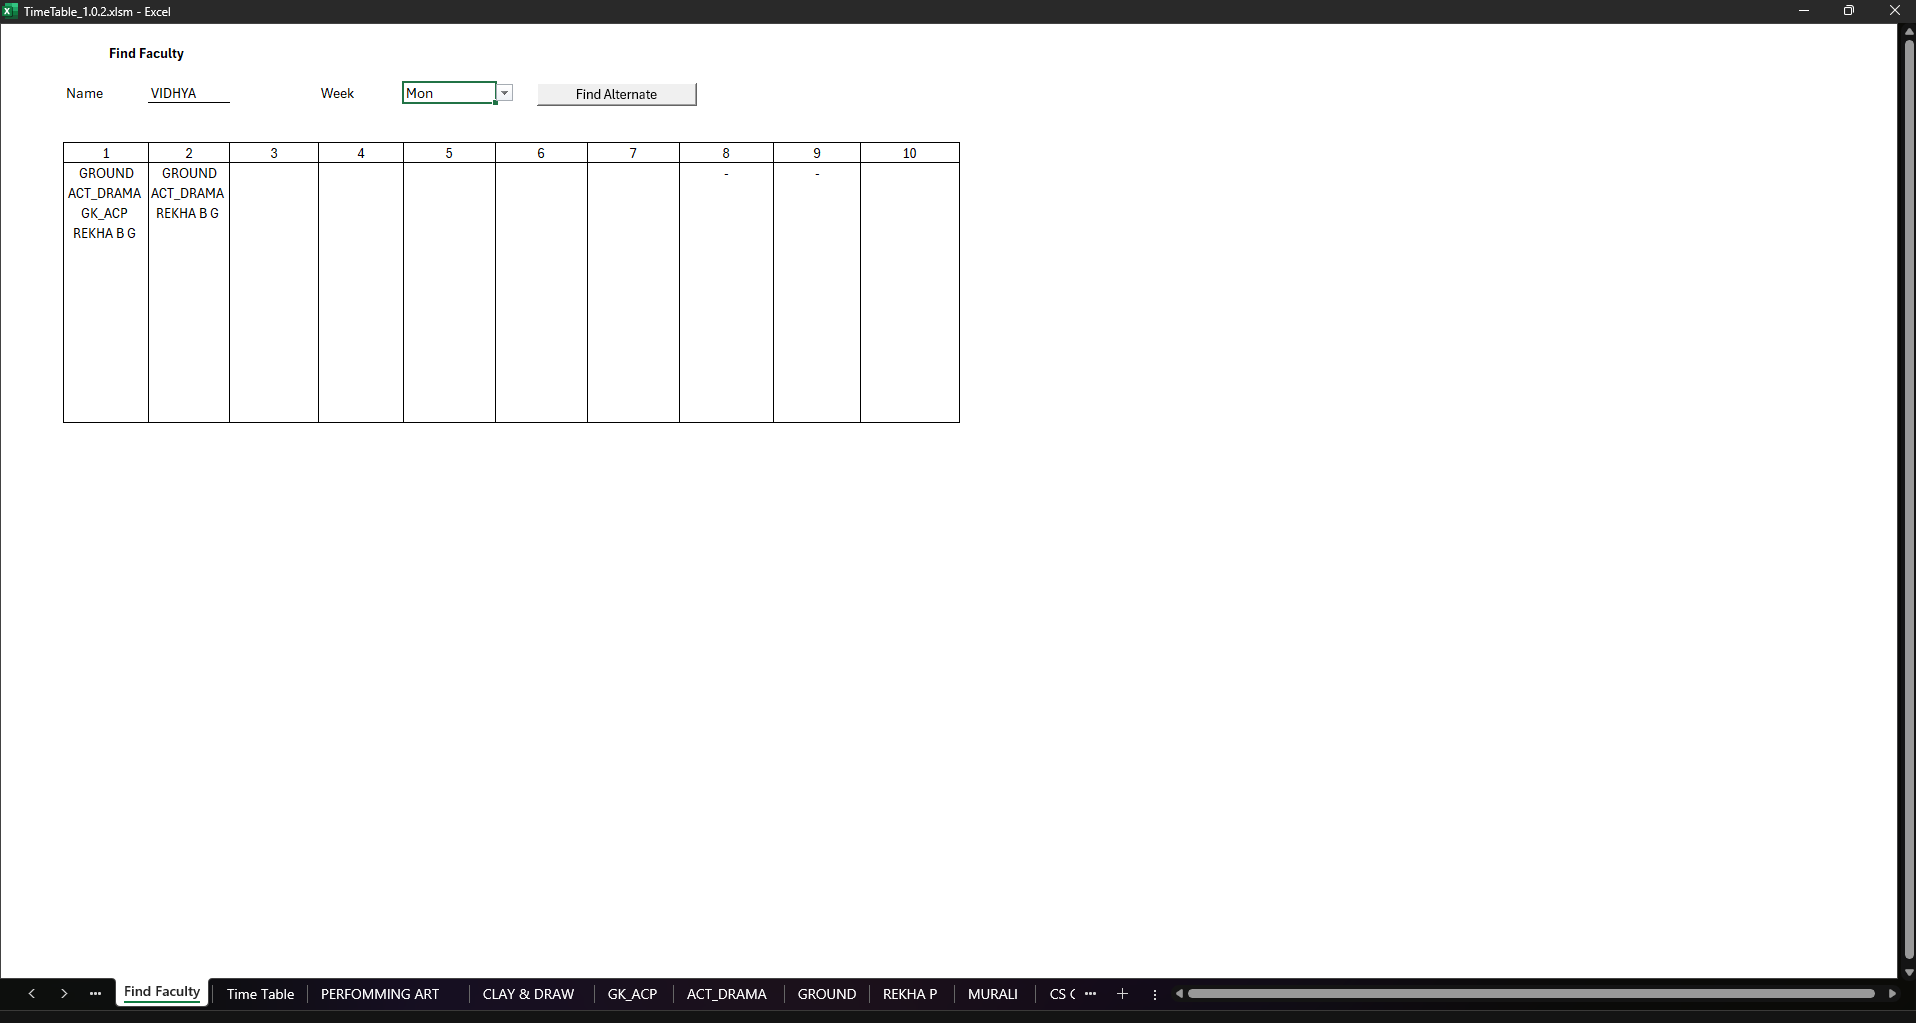 TimeTable_1.0.2.xlsm - Excel
Find Faculty
Name VIDHYA Week Mon Find Alternate
1 2 3 4 5 6 7 8 9 10
GROUND GROUND - -
ACT_DRAMA ACT_DRAMA
GK_ACP REKHA B G
REKHA B G
Find Faculty Time Table PERFOMMING ART CLAY & DRAW GK_ACP ACT_DRAMA GROUND REKHA P MURALI CS